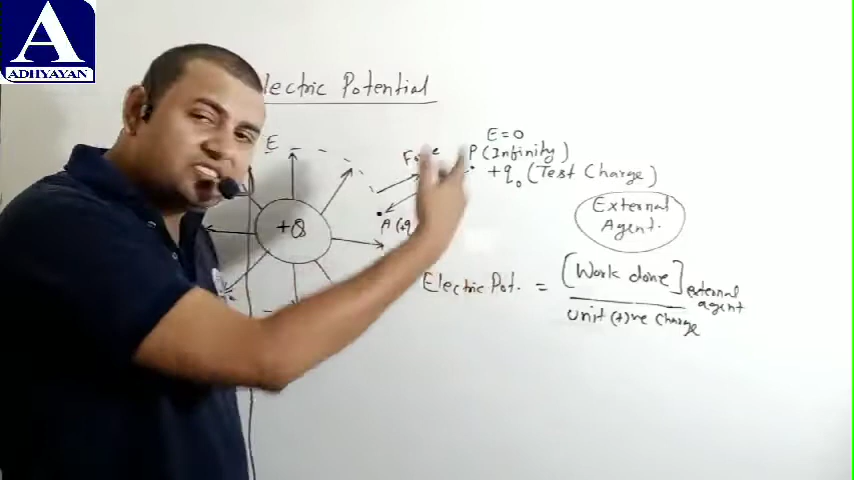 A
ADHYAYAN
lectric Potential
E
E=0
P (Infinity)
+q₀ (Test Charge)
A (+q
+Q
External
Agent.
Electric Pot. = [Work done] external agent
unit (+)ve Charge